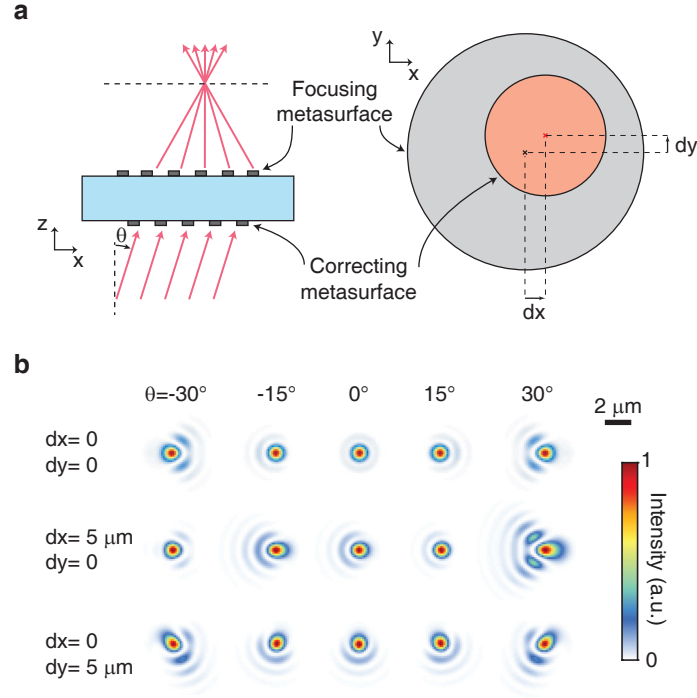 a
Focusing
metasurface
y
x
dy
dx
z
x
θ
Correcting
metasurface
b
θ=-30°
-15°
0°
15°
30°
2 μm
dx= 0
dy= 0
dx= 5 μm
dy= 0
dx= 0
dy= 5 μm
1
Intensity (a.u.)
0